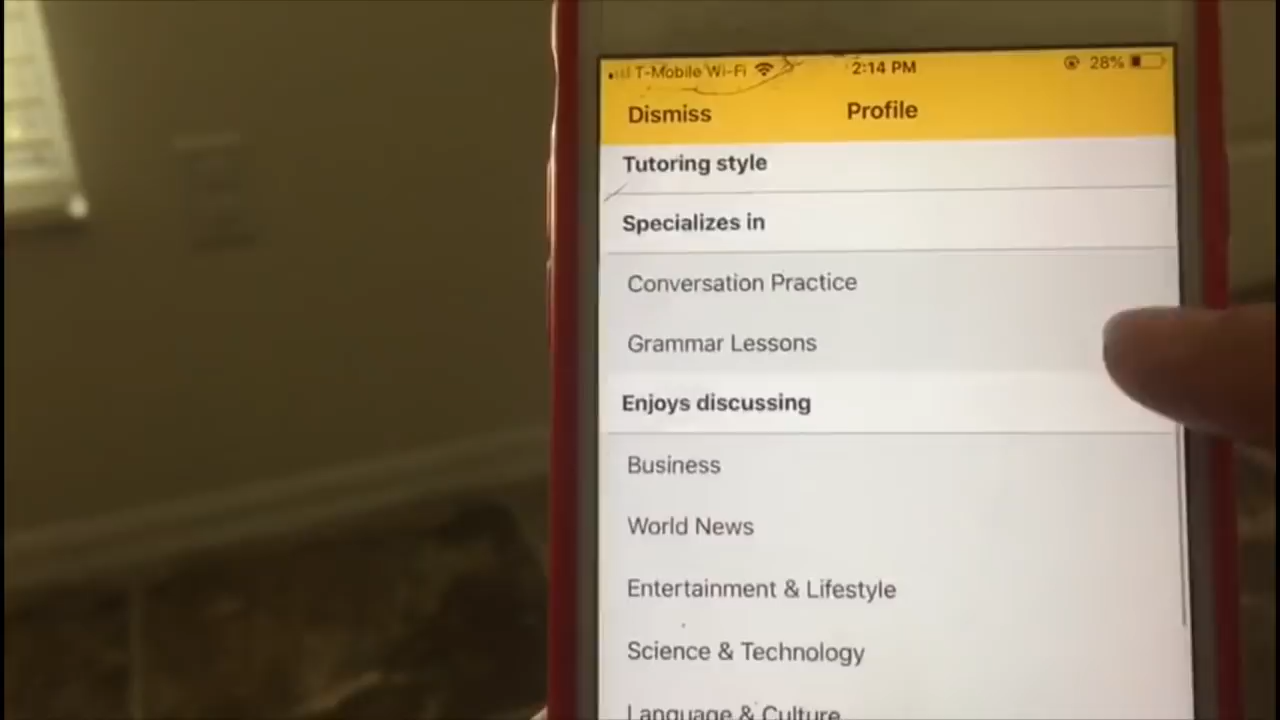 T-Mobile Wi-Fi 2:14 PM 28%
Dismiss Profile
Tutoring style
Specializes in
Conversation Practice
Grammar Lessons
Enjoys discussing
Business
World News
Entertainment & Lifestyle
Science & Technology
Language & Culture